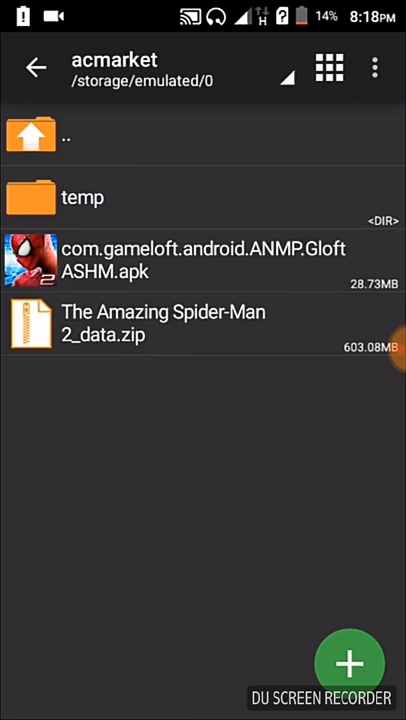 H 14% 8:18PM
acmarket
/storage/emulated/0
..
temp
<DIR>
com.gameloft.android.ANMP.Gloft
ASHM.apk
2
28.73MB
The Amazing Spider-Man
2_data.zip
603.08MB
DU SCREEN RECORDER